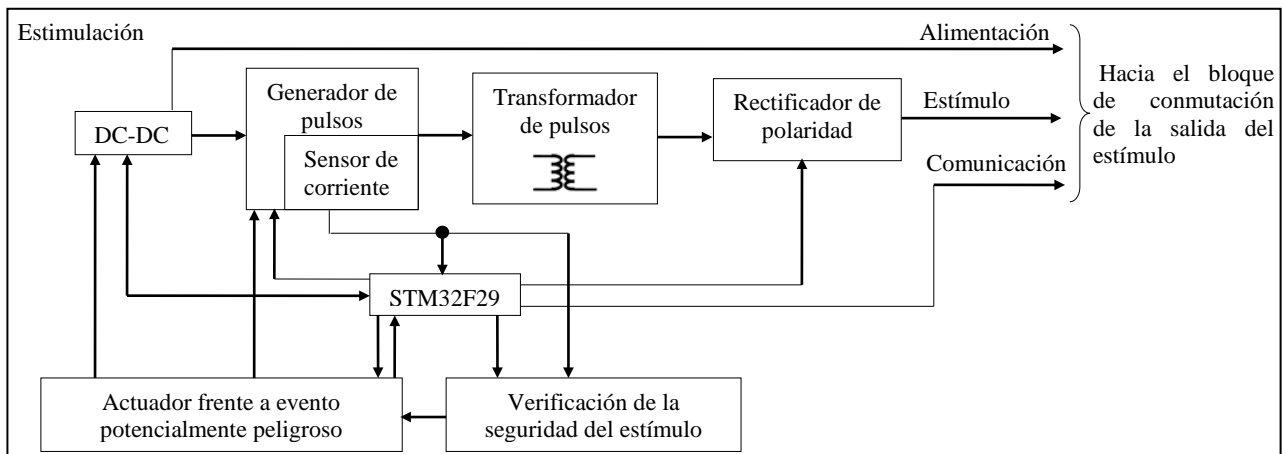 Estimulación
Alimentación
Hacia el bloque
de conmutación
de la salida del
estímulo
Generador de
pulsos
Transformador
de pulsos
Rectificador de
polaridad
Estímulo
DC-DC
Sensor de
corriente
Comunicación
STM32F29
Actuador frente a evento
potencialmente peligroso
Verificación de la
seguridad del estímulo